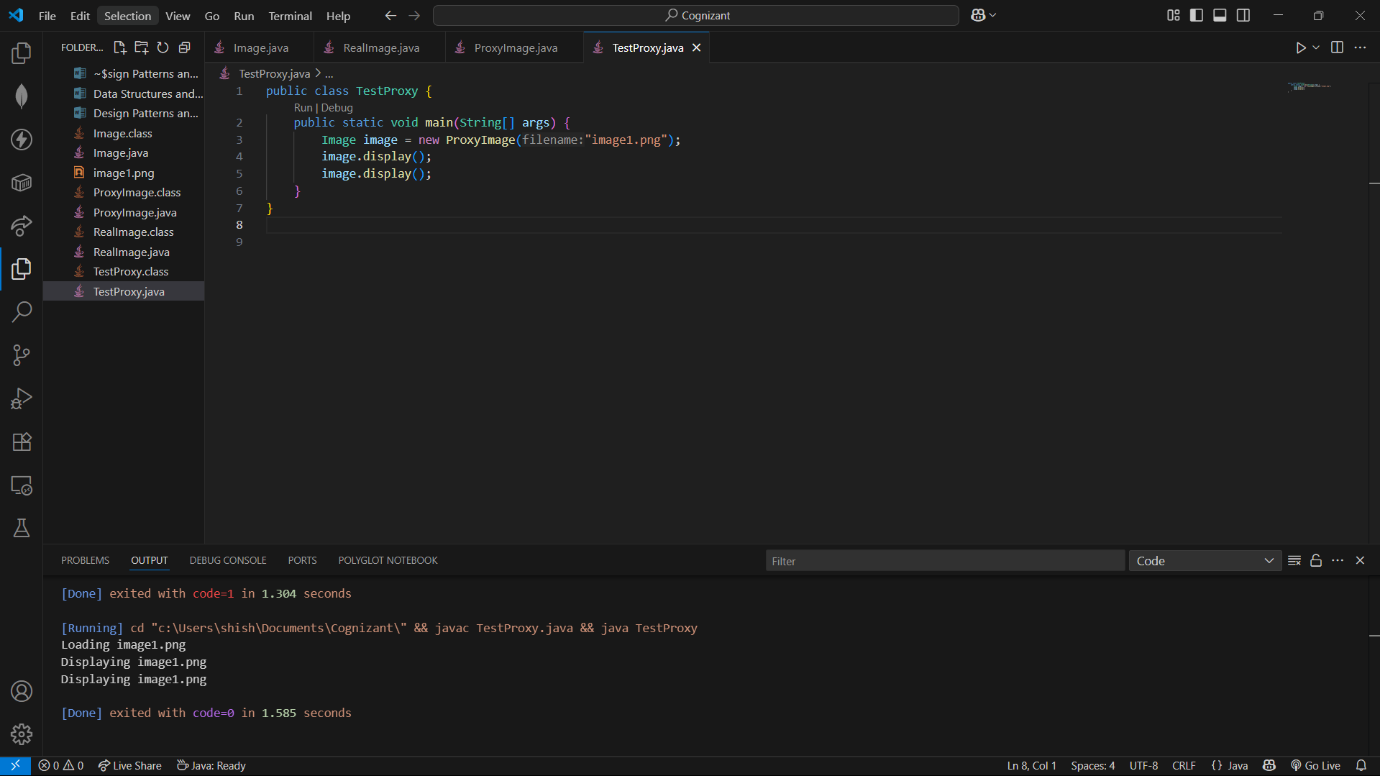 File Edit Selection View Go Run Terminal Help Cognizant
FOLDER...
Image.java RealImage.java ProxyImage.java TestProxy.java
~$sign Patterns an...
Data Structures and...
Design Patterns an...
Image.class
Image.java
image1.png
ProxyImage.class
ProxyImage.java
RealImage.class
RealImage.java
TestProxy.class
TestProxy.java
TestProxy.java > ...
1 public class TestProxy {
Run | Debug
2 public static void main(String[] args) {
3 Image image = new ProxyImage(filename:"image1.png");
4 image.display();
5 image.display();
6 }
7 }
8
9
PROBLEMS OUTPUT DEBUG CONSOLE PORTS POLYGLOT NOTEBOOK Filter Code
[Done] exited with code=1 in 1.304 seconds
[Running] cd "c:\Users\shish\Documents\Cognizant\" && javac TestProxy.java && java TestProxy
Loading image1.png
Displaying image1.png
Displaying image1.png
[Done] exited with code=0 in 1.585 seconds
0 0 Live Share Java: Ready Ln 8, Col 1 Spaces: 4 UTF-8 CRLF {} Java Go Live